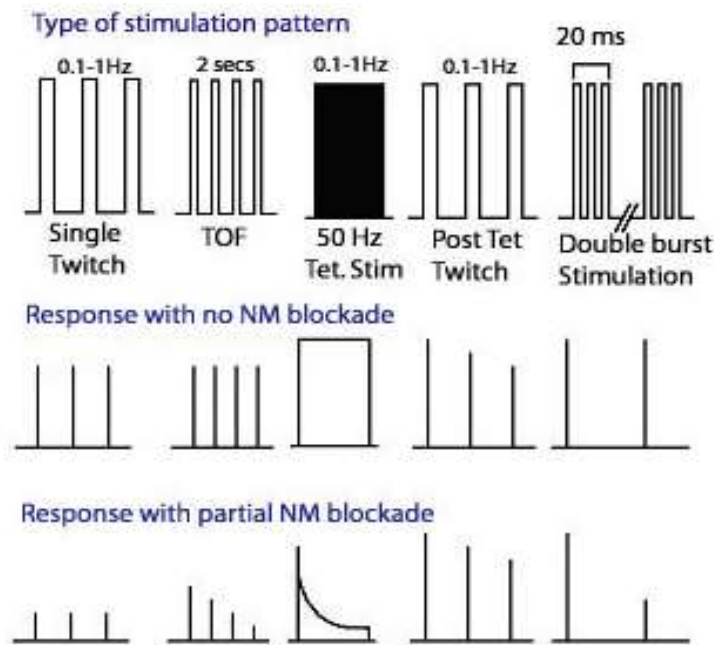 Type of stimulation pattern
20 ms
0.1-1Hz 2 secs 0.1-1Hz 0.1-1Hz
Single
Twitch
TOF
50 Hz
Tet. Stim
Post Tet
Twitch
Double burst
Stimulation
Response with no NM blockade
Response with partial NM blockade